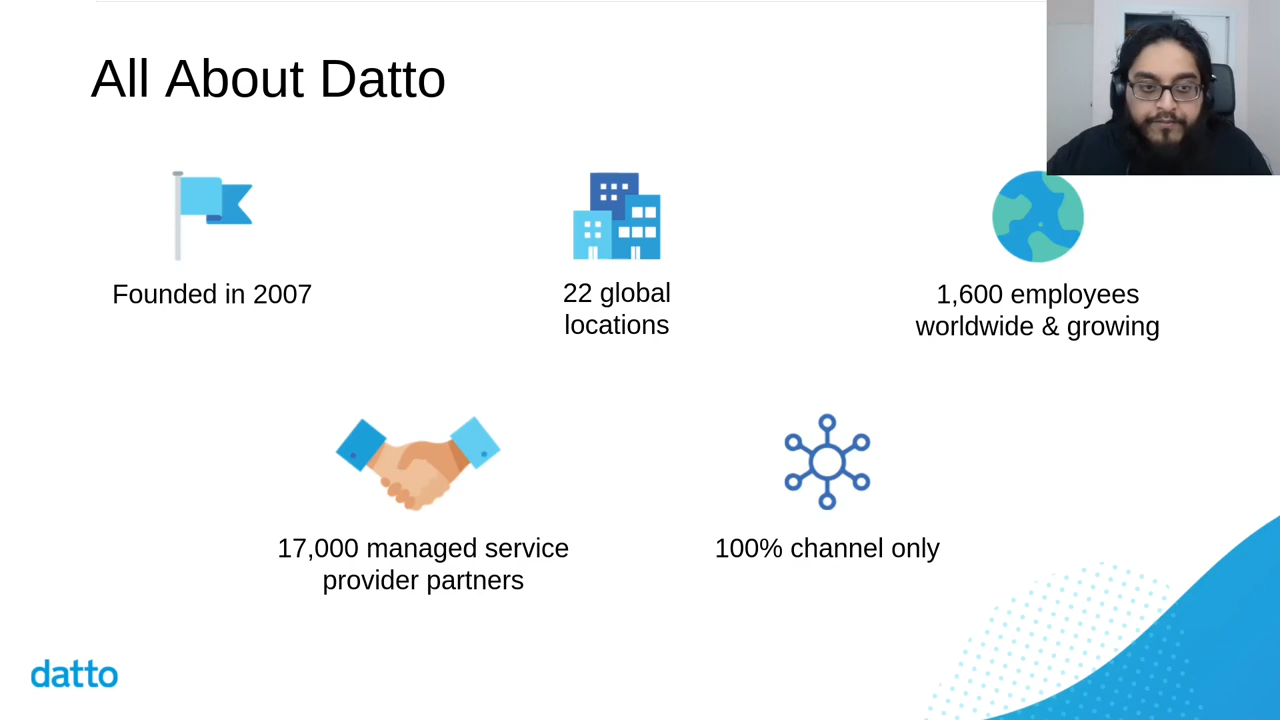 All About Datto
Founded in 2007
22 global
locations
1,600 employees
worldwide & growing
17,000 managed service
provider partners
100% channel only
datto